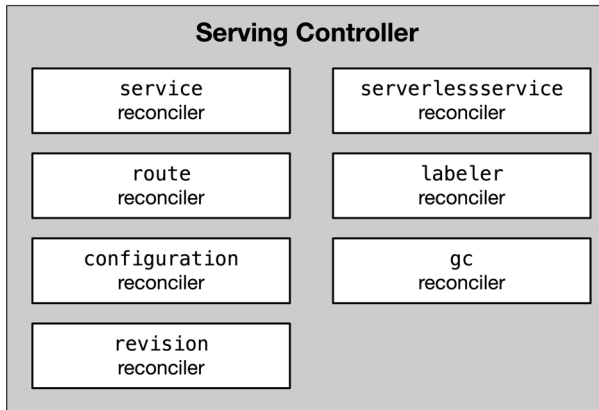 Serving Controller
service
reconciler
serverlessservice
reconciler
route
reconciler
labeler
reconciler
configuration
reconciler
gc
reconciler
revision
reconciler